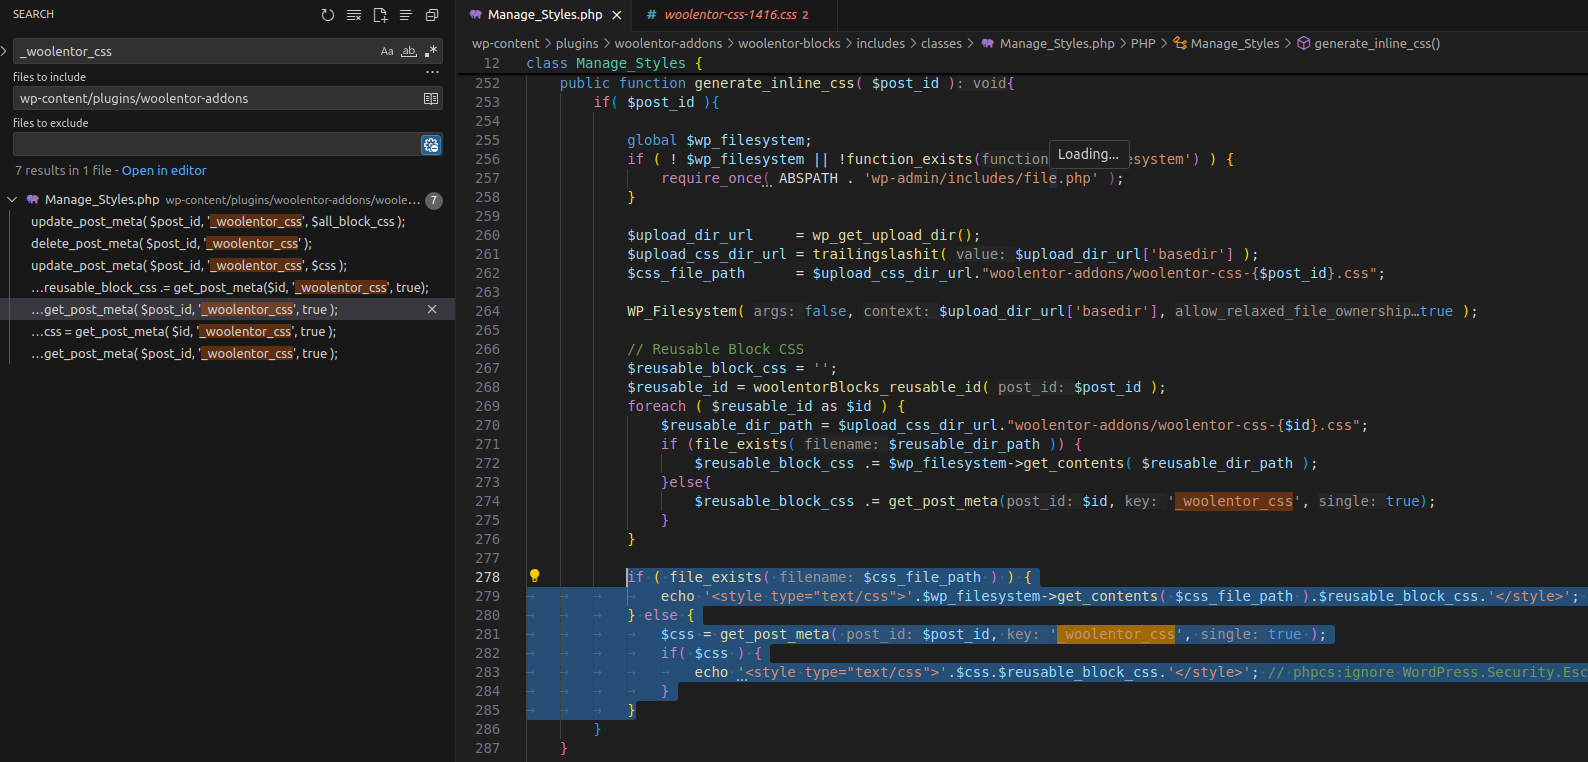 SEARCH
_woolentor_css
Aa ab
files to include
wp-content/plugins/woolentor-addons
files to exclude
7 results in 1 file - Open in editor
Manage_Styles.php wp-content/plugins/woolentor-addons/woole... 7
update_post_meta( $post_id, '_woolentor_css', $all_block_css );
delete_post_meta( $post_id, '_woolentor_css' );
update_post_meta( $post_id, '_woolentor_css', $css );
...reusable_block_css .= get_post_meta($id, '_woolentor_css', true);
...get_post_meta( $post_id, '_woolentor_css', true );
...css = get_post_meta( $id, '_woolentor_css', true );
...get_post_meta( $post_id, '_woolentor_css', true );
Manage_Styles.php
# woolentor-css-1416.css 2
wp-content > plugins > woolentor-addons > woolentor-blocks > includes > classes > Manage_Styles.php > PHP > Manage_Styles > generate_inline_css()
12 class Manage_Styles {
252 public function generate_inline_css( $post_id ): void{
253 if( $post_id ){
254
255 global $wp_filesystem;
256 if ( ! $wp_filesystem || !function_exists( function esystem') ) {
Loading...
257 require_once( ABSPATH . 'wp-admin/includes/file.php' );
258 }
259
260 $upload_dir_url = wp_get_upload_dir();
261 $upload_css_dir_url = trailingslashit( value: $upload_dir_url['basedir'] );
262 $css_file_path = $upload_css_dir_url."woolentor-addons/woolentor-css-{$post_id}.css";
263
264 WP_Filesystem( args: false, context: $upload_dir_url['basedir'], allow_relaxed_file_ownership…true );
265
266 // Reusable Block CSS
267 $reusable_block_css = '';
268 $reusable_id = woolentorBlocks_reusable_id( post_id: $post_id );
269 foreach ( $reusable_id as $id ) {
270 $reusable_dir_path = $upload_css_dir_url."woolentor-addons/woolentor-css-{$id}.css";
271 if (file_exists( filename: $reusable_dir_path )) {
272 $reusable_block_css .= $wp_filesystem->get_contents( $reusable_dir_path );
273 }else{
274 $reusable_block_css .= get_post_meta(post_id: $id, key: '_woolentor_css', single: true);
275 }
276 }
277
278 if ( file_exists( filename: $css_file_path ) ) {
279 echo '<style type="text/css">'.$wp_filesystem->get_contents( $css_file_path ).$reusable_block_css.'</style>';
280 } else {
281 $css = get_post_meta( post_id: $post_id, key: '_woolentor_css', single: true );
282 if( $css ) {
283 echo '<style type="text/css">'.$css.$reusable_block_css.'</style>'; // phpcs:ignore WordPress.Security.Esc
284 }
285 }
286 }
287 }